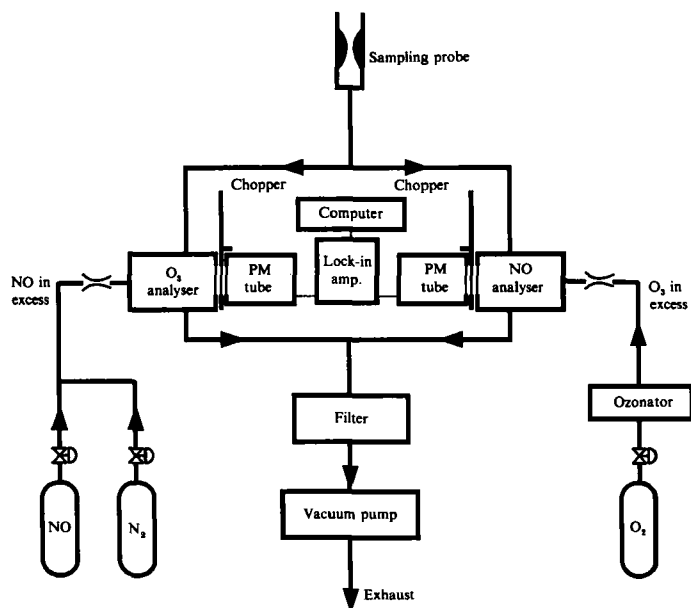 Sampling probe
Chopper
Chopper
Computer
O₃
analyser
PM
tube
Lock-in
amp.
PM
tube
NO
analyser
NO in
excess
O₃ in
excess
Filter
Ozonator
Vacuum pump
NO
N₂
O₂
Exhaust